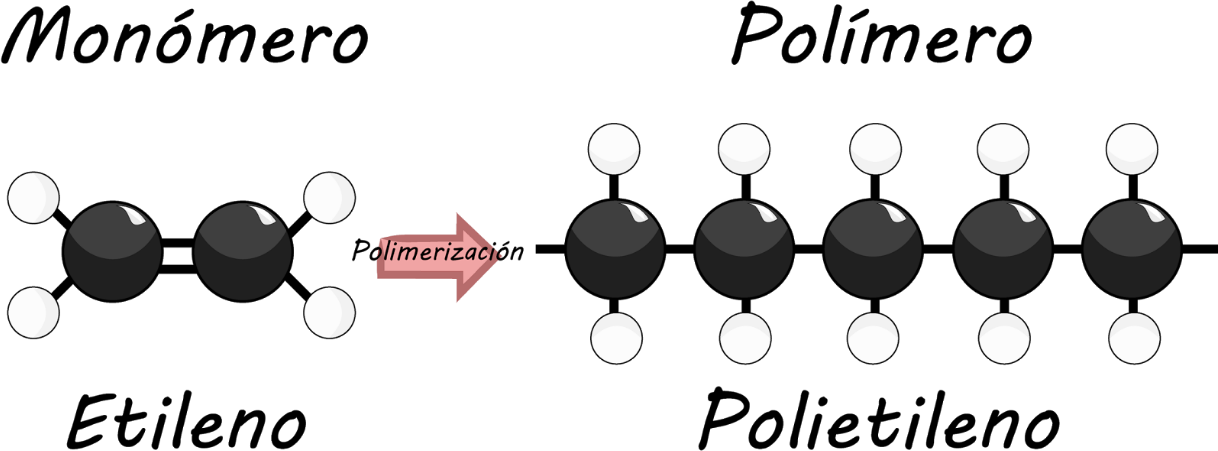 Monómero
Polímero
Polimerización
Etileno
Polietileno